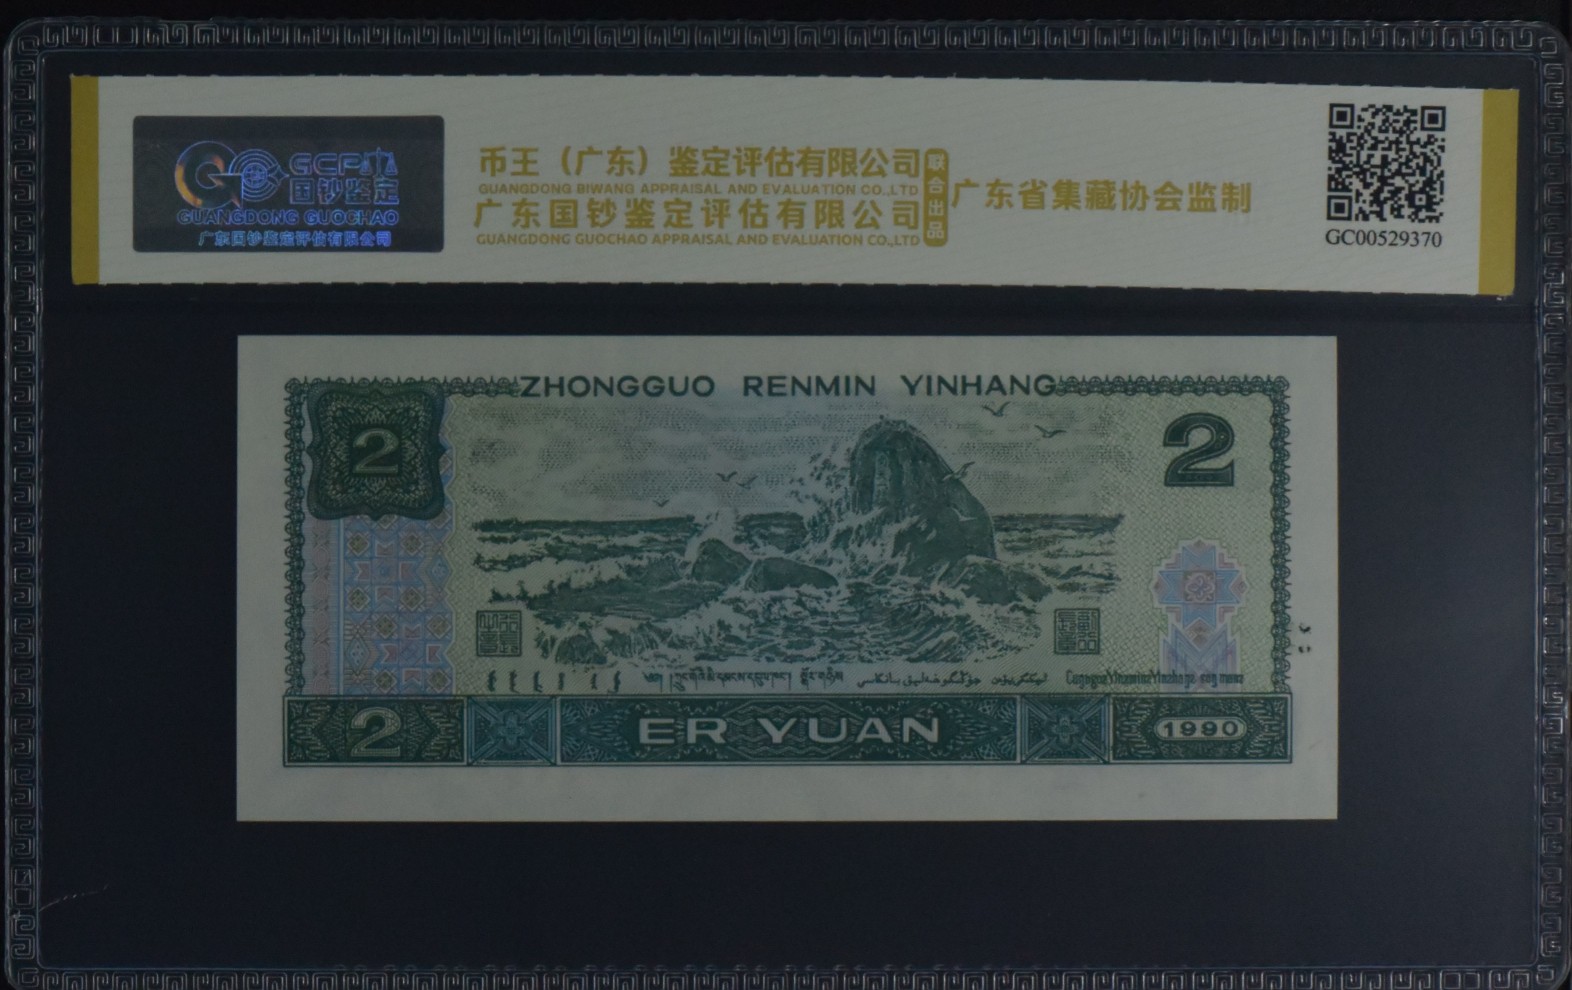 GCP
国钞鉴定
GUANGDONG GUOCHAO
广东国钞鉴定评估有限公司
币王（广东）鉴定评估有限公司
GUANGDONG BIWANG APPRAISAL AND EVALUATION CO.,LTD
广东国钞鉴定评估有限公司
GUANGDONG GUOCHAO APPRAISAL AND EVALUATION CO.,LTD
联合出品
广东省集藏协会监制
GC00529370
ZHONGGUO RENMIN YINHANG
2
2
2
ER YUAN
1990